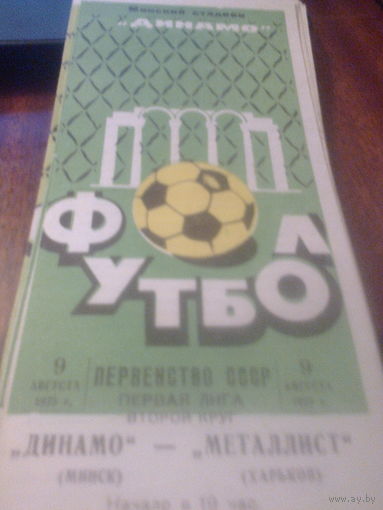 Минский стадион
„ДИНАМО"
ФУТБОЛ
9 АВГУСТА
ПЕРВЕНСТВО СССР
9 АВГУСТА
ПЕРВАЯ ЛИГА
ВТОРОЙ КРУГ
„ДИНАМО" — „МЕТАЛЛИСТ"
(МИНСК) (ХАРЬКОВ)
Начало в 19 час.
www.ay.by